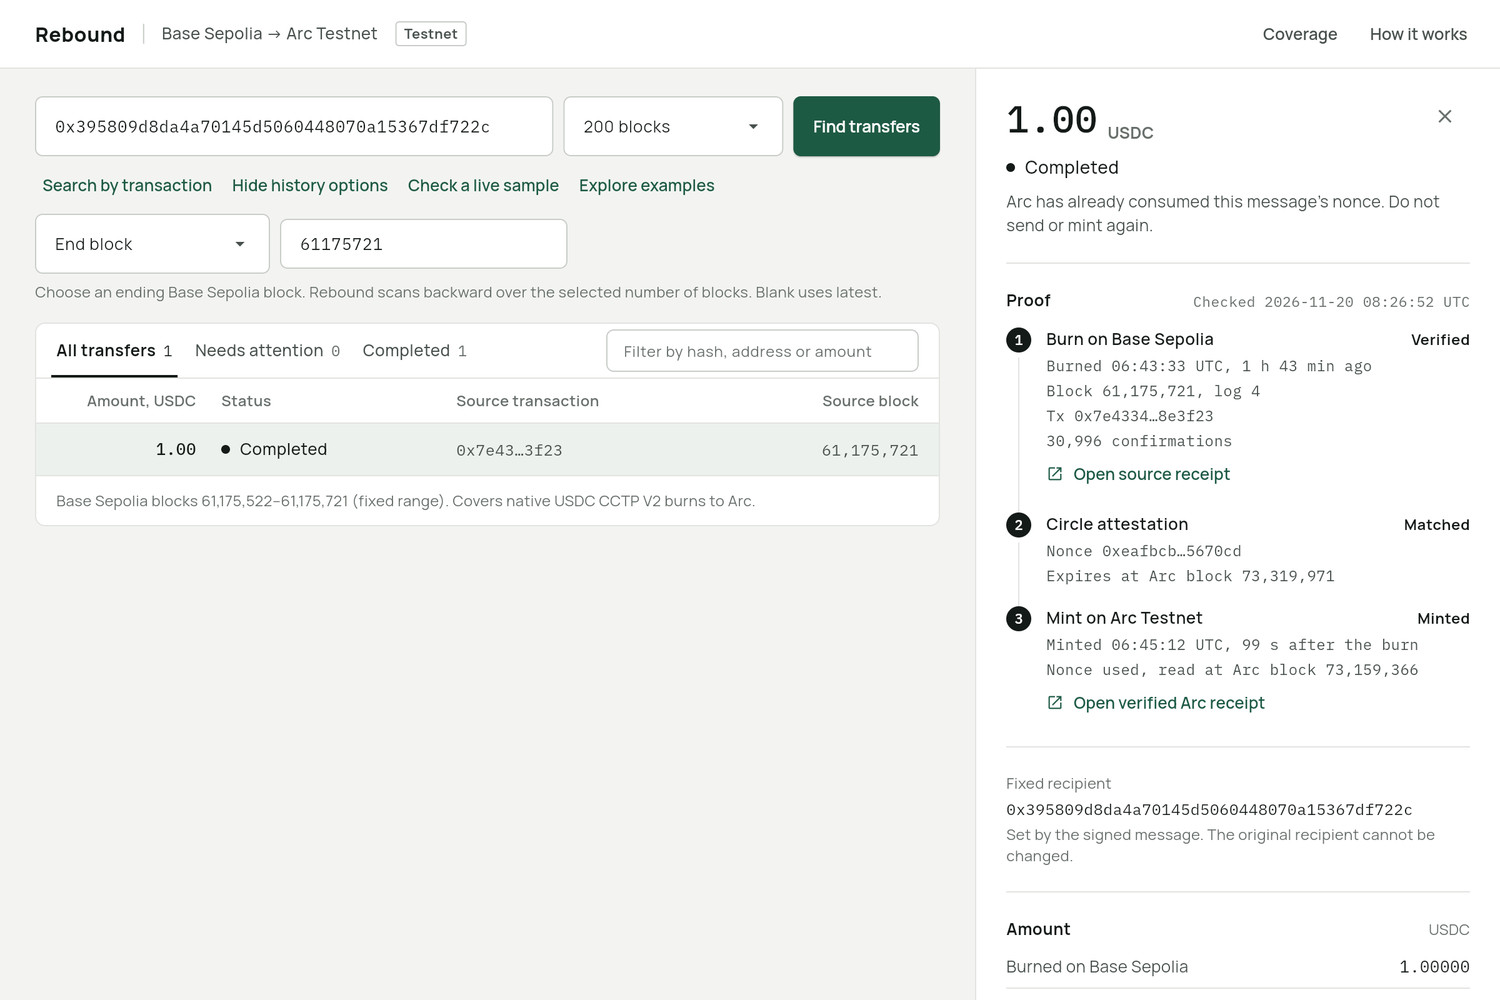 Rebound
Base Sepolia → Arc Testnet
Testnet
Coverage
How it works
0x395809d8da4a70145d5060448070a15367df722c
200 blocks
Find transfers
Search by transaction
Hide history options
Check a live sample
Explore examples
End block
61175721
Choose an ending Base Sepolia block. Rebound scans backward over the selected number of blocks. Blank uses latest.
All transfers 1
Needs attention 0
Completed 1
Filter by hash, address or amount
Amount, USDC
Status
Source transaction
Source block
1.00
Completed
0x7e43…3f23
61,175,721
Base Sepolia blocks 61,175,522–61,175,721 (fixed range). Covers native USDC CCTP V2 burns to Arc.
1.00 USDC
Completed
Arc has already consumed this message's nonce. Do not
send or mint again.
Proof
Checked 2026-11-20 08:26:52 UTC
1
Burn on Base Sepolia
Verified
Burned 06:43:33 UTC, 1 h 43 min ago
Block 61,175,721, log 4
Tx 0x7e4334…8e3f23
30,996 confirmations
Open source receipt
2
Circle attestation
Matched
Nonce 0xeafbcb…5670cd
Expires at Arc block 73,319,971
3
Mint on Arc Testnet
Minted
Minted 06:45:12 UTC, 99 s after the burn
Nonce used, read at Arc block 73,159,366
Open verified Arc receipt
Fixed recipient
0x395809d8da4a70145d5060448070a15367df722c
Set by the signed message. The original recipient cannot be
changed.
Amount
USDC
Burned on Base Sepolia
1.00000